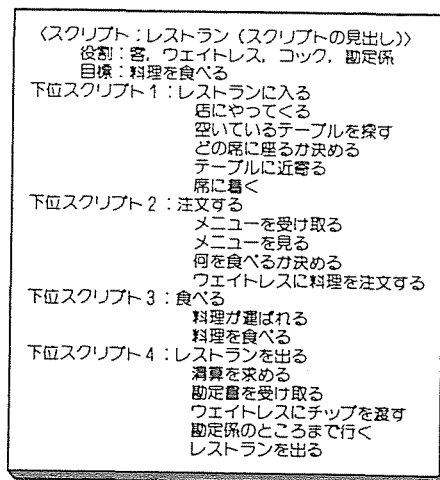 〈スクリプト：レストラン（スクリプトの見出し）〉
役割：客，ウェイトレス，コック，勘定係
目標：料理を食べる
下位スクリプト1：レストランに入る
店にやってくる
空いているテーブルを探す
どの席に座るか決める
テーブルに近寄る
席に着く
下位スクリプト2：注文する
メニューを受け取る
メニューを見る
何を食べるか決める
ウェイトレスに料理を注文する
下位スクリプト3：食べる
料理が運ばれる
料理を食べる
下位スクリプト4：レストランを出る
清算を求める
勘定書を受け取る
ウェイトレスにチップを渡す
勘定係のところまで行く
レストランを出る